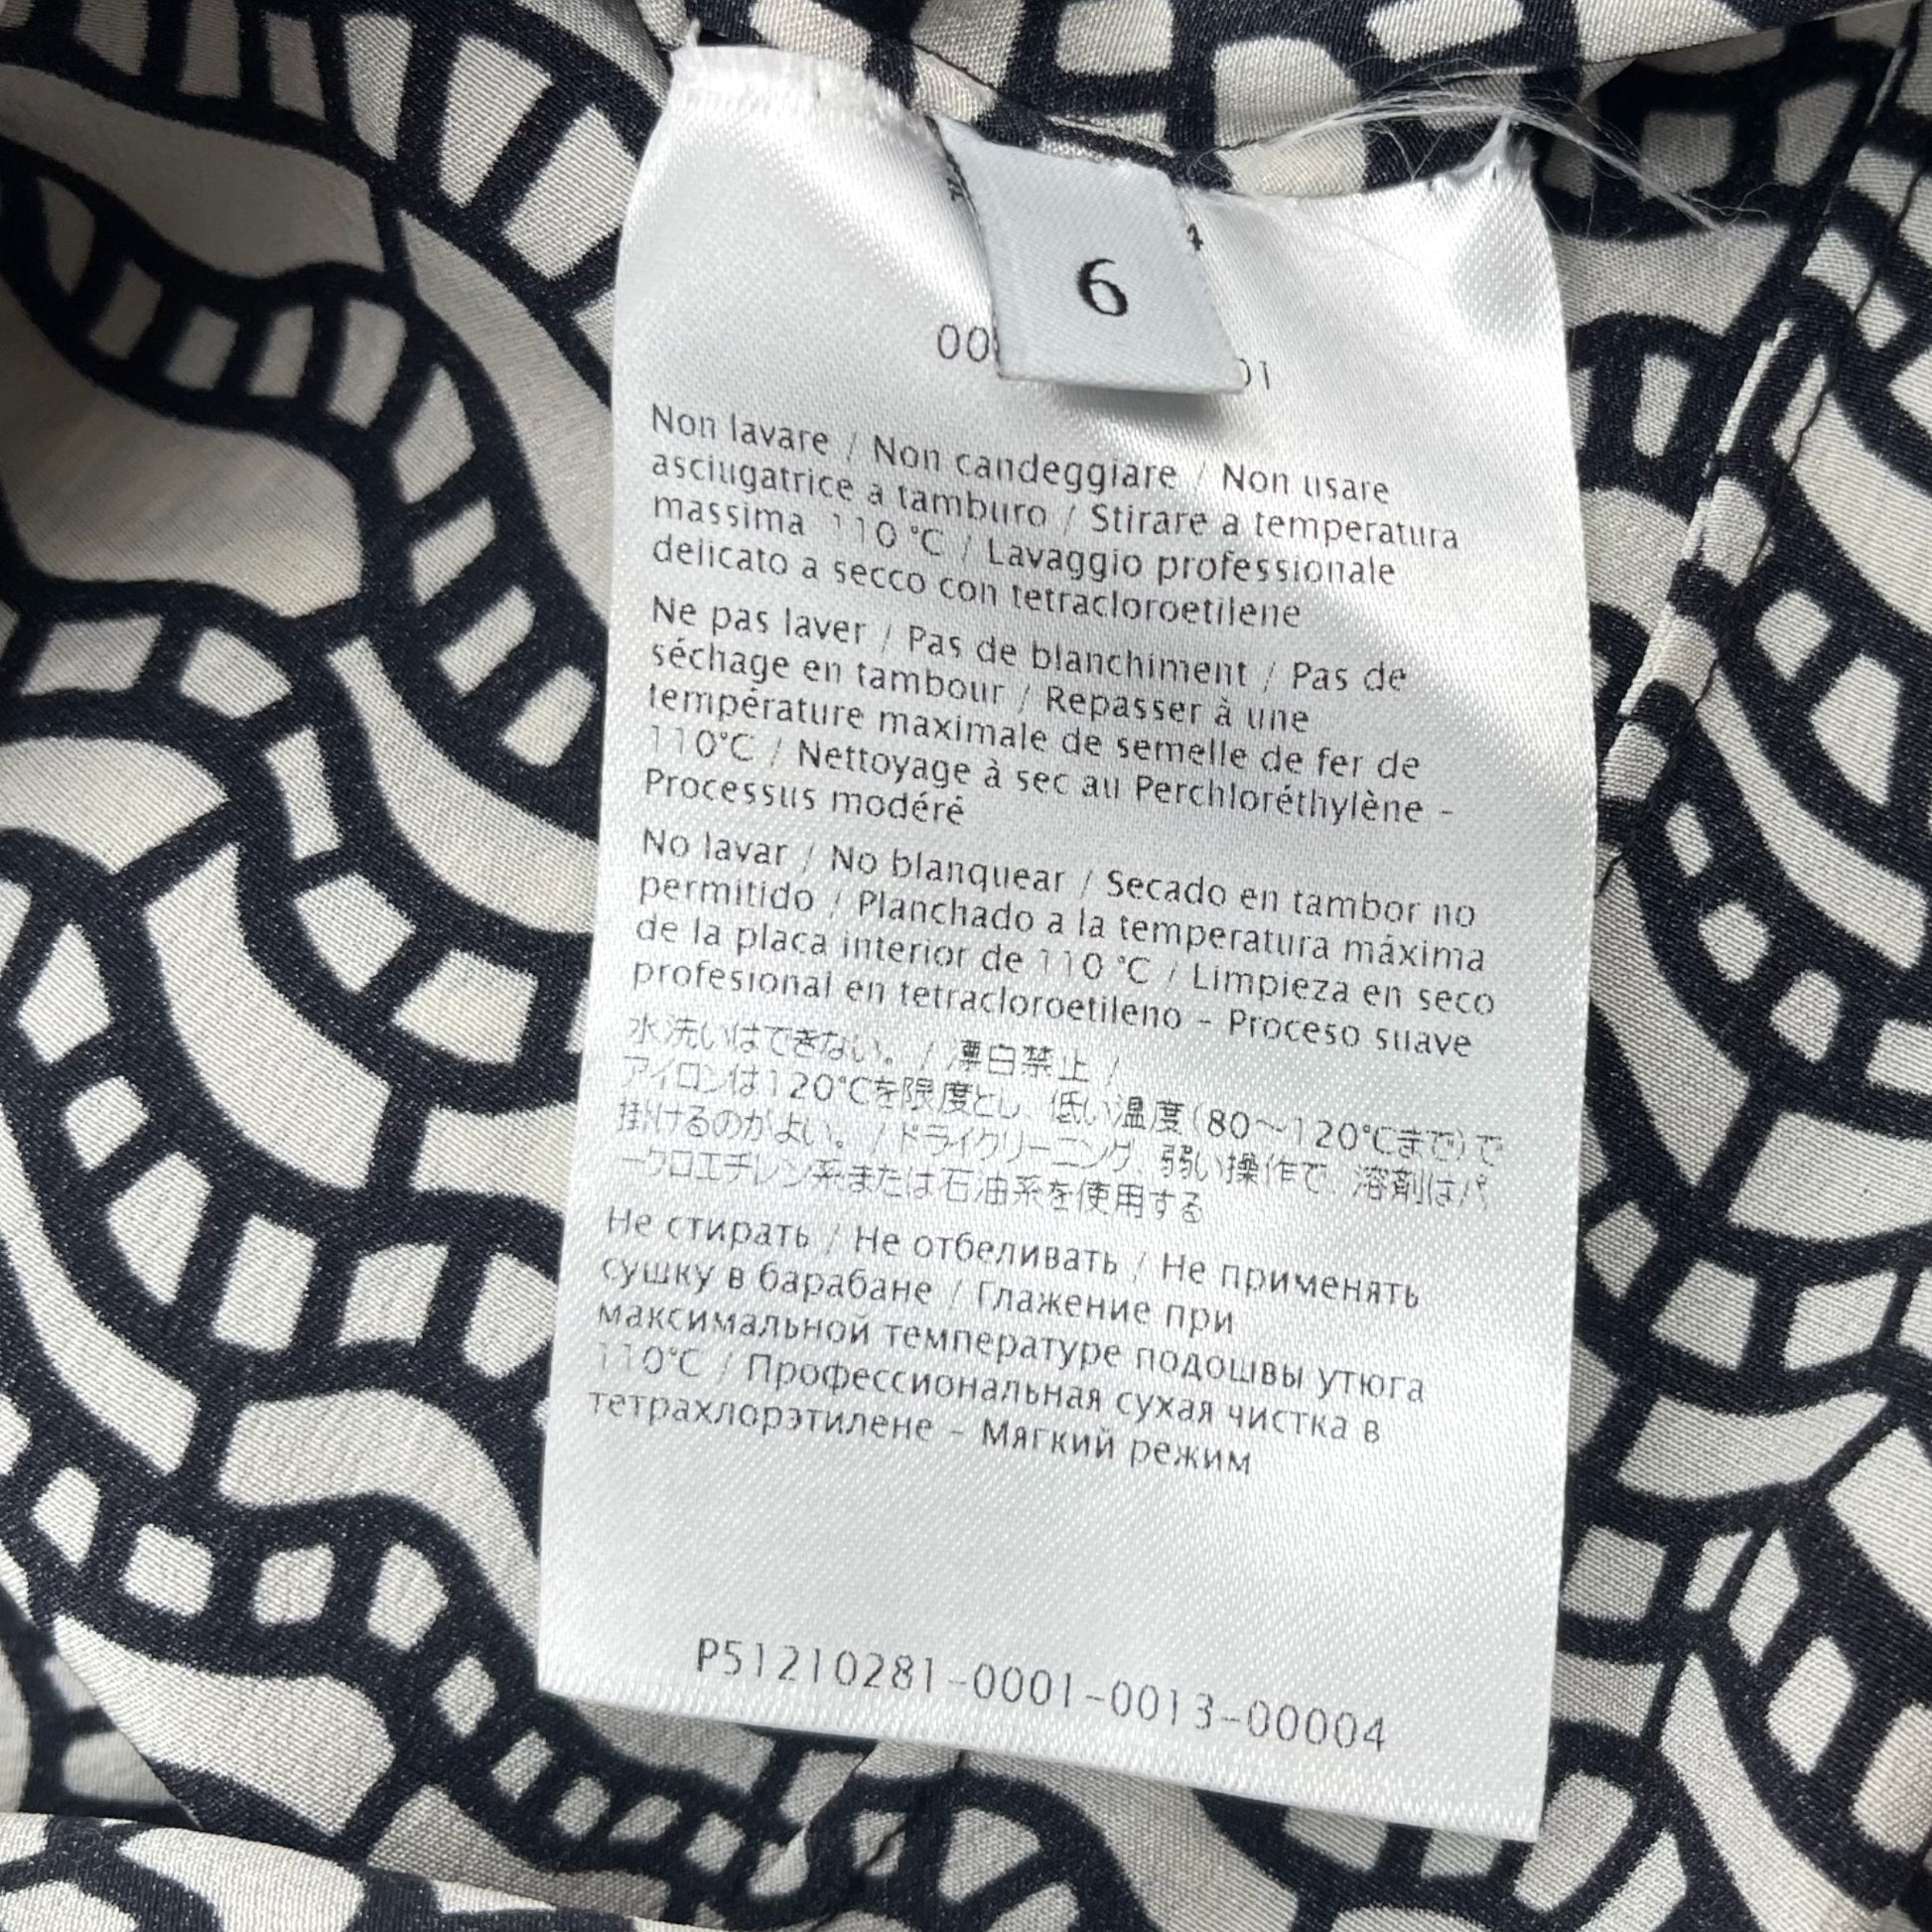 6
Non lavare / Non candeggiare / Non usare
asciugatrice a tamburo / Stirare a temperatura
massima 110 °C / Lavaggio professionale
delicato a secco con tetracloroetilene
Ne pas laver / Pas de blanchiment / Pas de
séchage en tambour / Repasser à une
température maximale de semelle de fer de
110°C / Nettoyage à sec au Perchloréthylène –
Processus modéré
No lavar / No blanquear / Secado en tambor no
permitido / Planchado a la temperatura máxima
de la placa interior de 110 °C / Limpieza en seco
profesional en tetracloroetileno – Proceso suave
水洗いはできない。 / 漂白禁止 /
アイロンは120℃を限度とし、低い温度(80〜120℃まで)で
掛けるのがよい。 / ドライクリーニング、弱い操作で、溶剤はパ
ークロエチレン系または石油系を使用する
Не стирать / Не отбеливать / Не применять
сушку в барабане / Глажение при
максимальной температуре подошвы утюга
110°C / Профессиональная сухая чистка в
тетрахлорэтилене – Мягкий режим
P51210281-0001-0013-00004